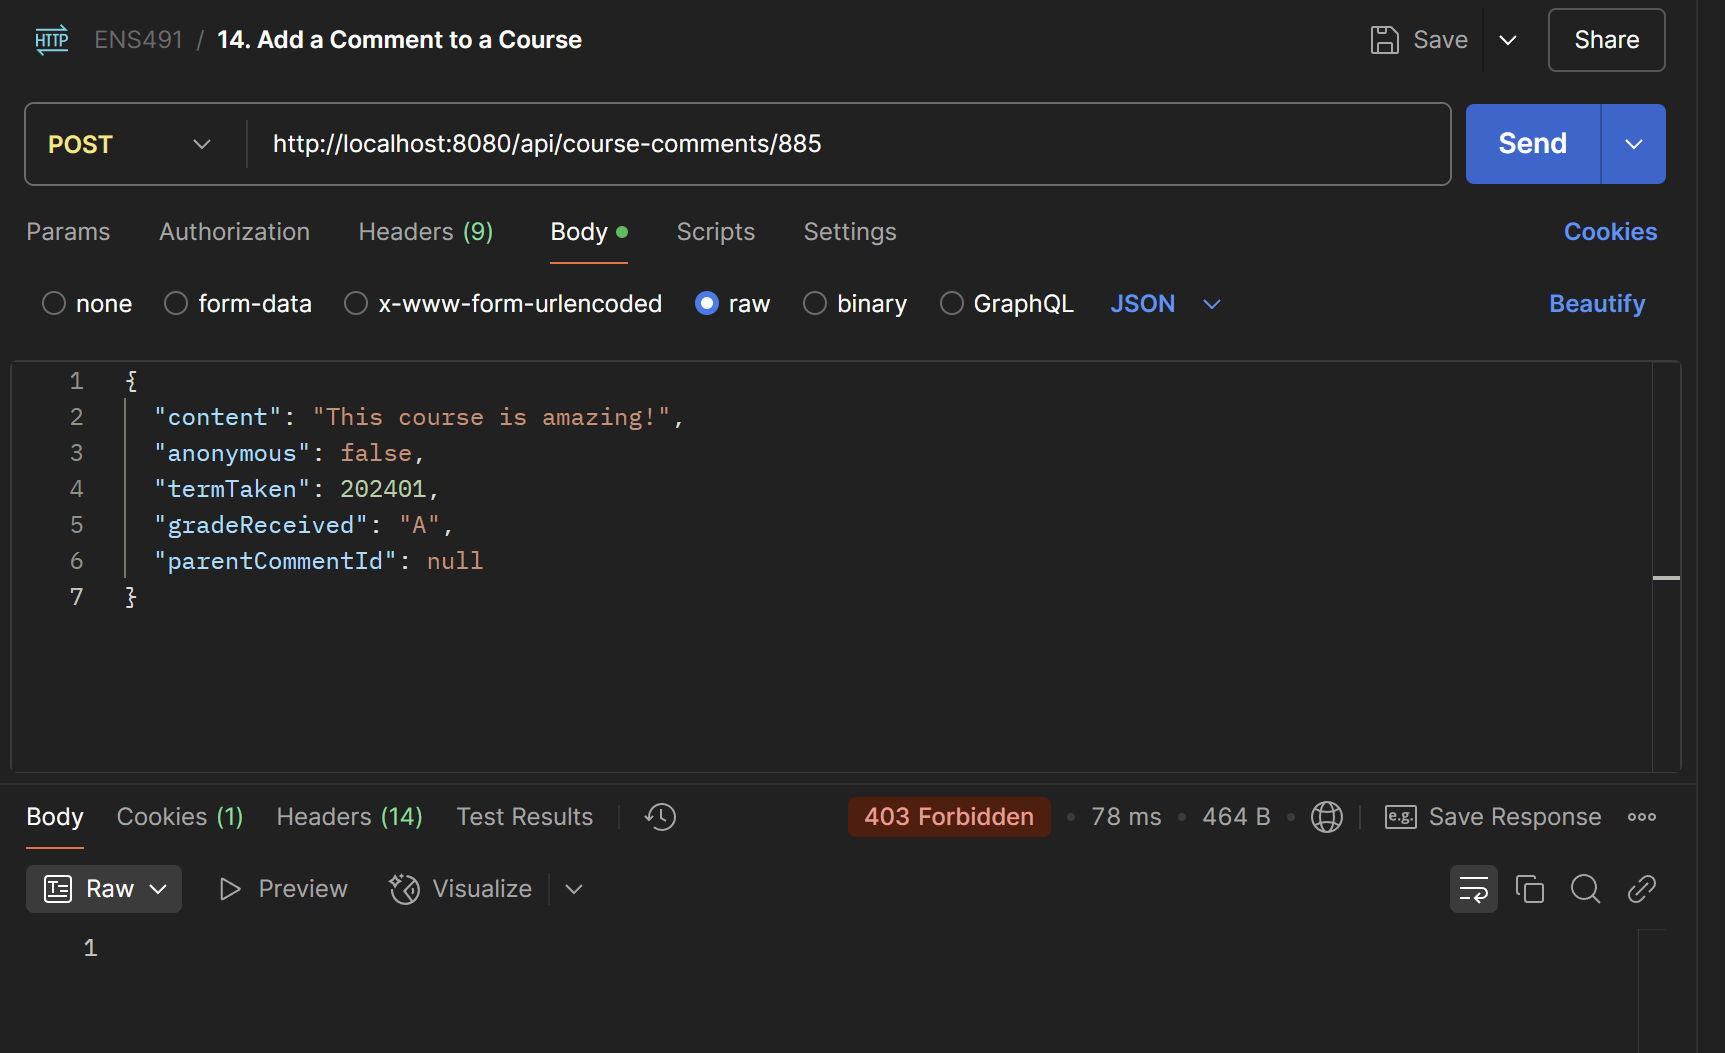 HTTP ENS491 / 14. Add a Comment to a Course Save Share
POST http://localhost:8080/api/course-comments/885 Send
Params Authorization Headers (9) Body Scripts Settings Cookies
none form-data x-www-form-urlencoded raw binary GraphQL JSON Beautify
1 {
2 "content": "This course is amazing!",
3 "anonymous": false,
4 "termTaken": 202401,
5 "gradeReceived": "A",
6 "parentCommentId": null
7 }
Body Cookies (1) Headers (14) Test Results 403 Forbidden • 78 ms • 464 B • e.g. Save Response
Raw Preview Visualize
1